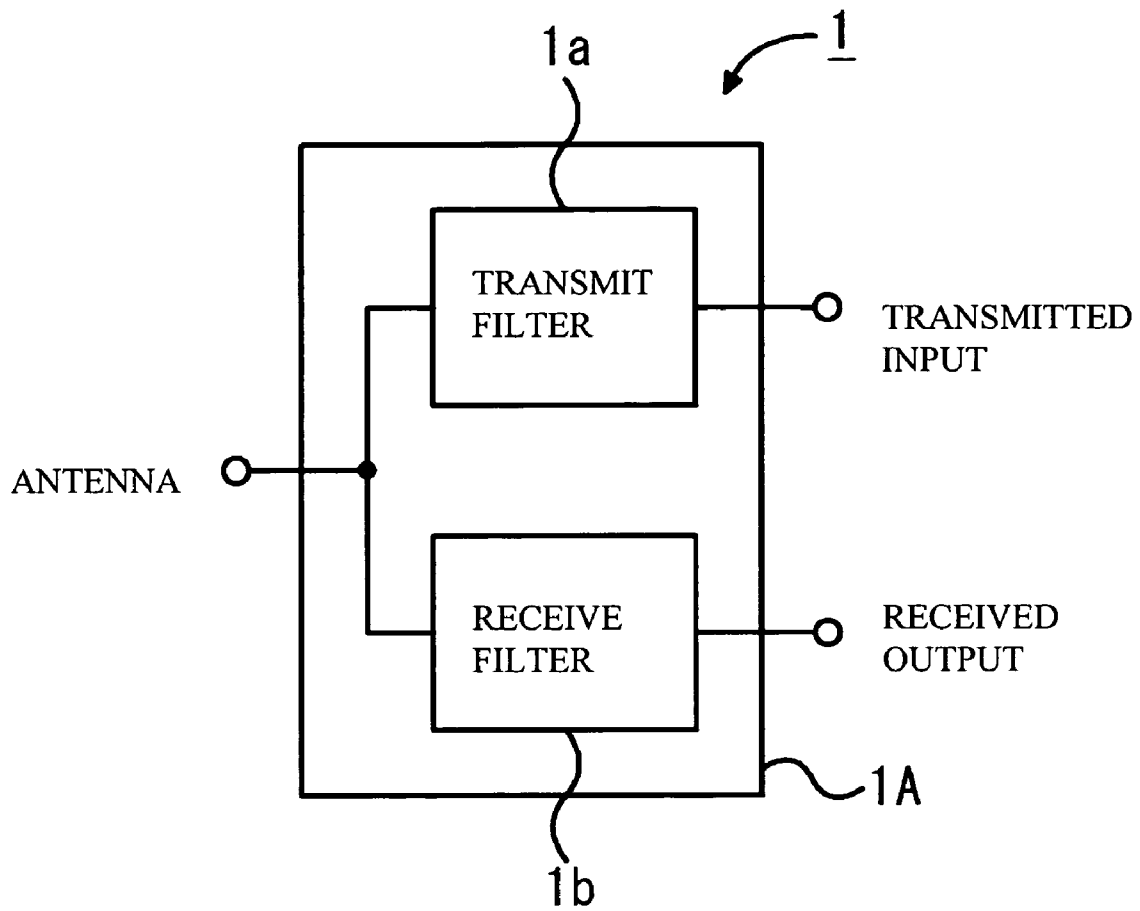 1
1a
TRANSMIT
FILTER
TRANSMITTED
INPUT
ANTENNA
RECEIVE
FILTER
RECEIVED
OUTPUT
1A
1b